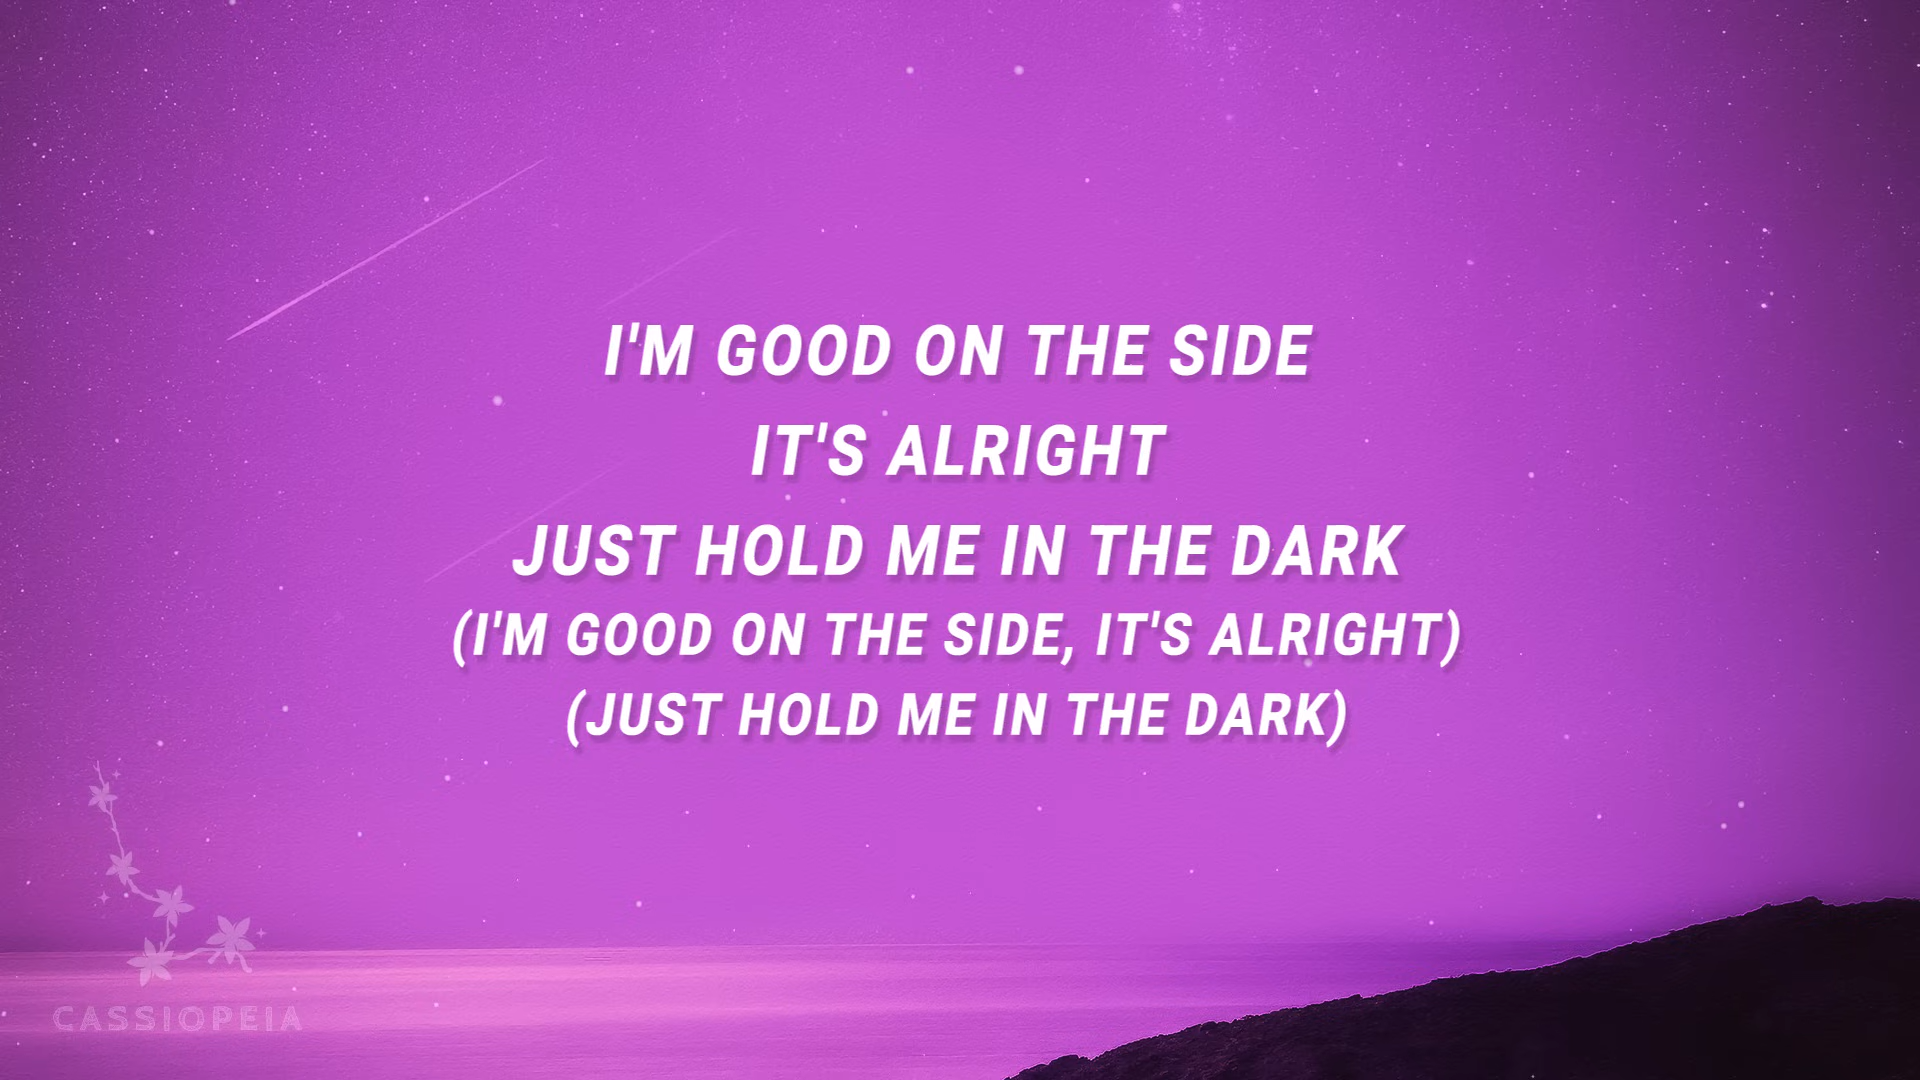 I'M GOOD ON THE SIDE
IT'S ALRIGHT
JUST HOLD ME IN THE DARK
(I'M GOOD ON THE SIDE, IT'S ALRIGHT)
(JUST HOLD ME IN THE DARK)
CASSIOPEIA